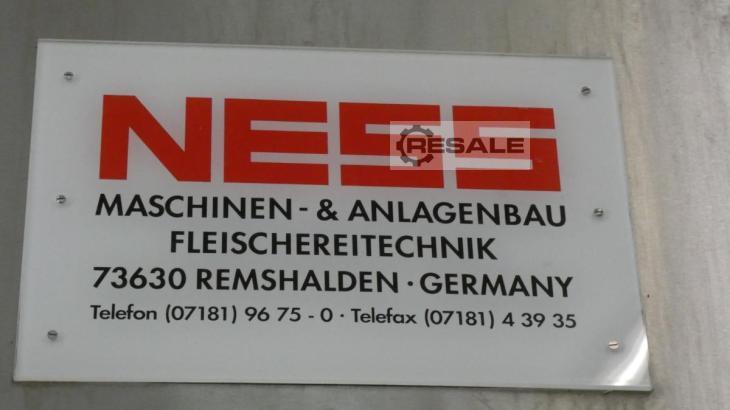 NESS
RESALE
MASCHINEN - & ANLAGENBAU
FLEISCHEREITECHNIK
73630 REMSHALDEN · GERMANY
Telefon (07181) 96 75 - 0 · Telefax (07181) 4 39 35